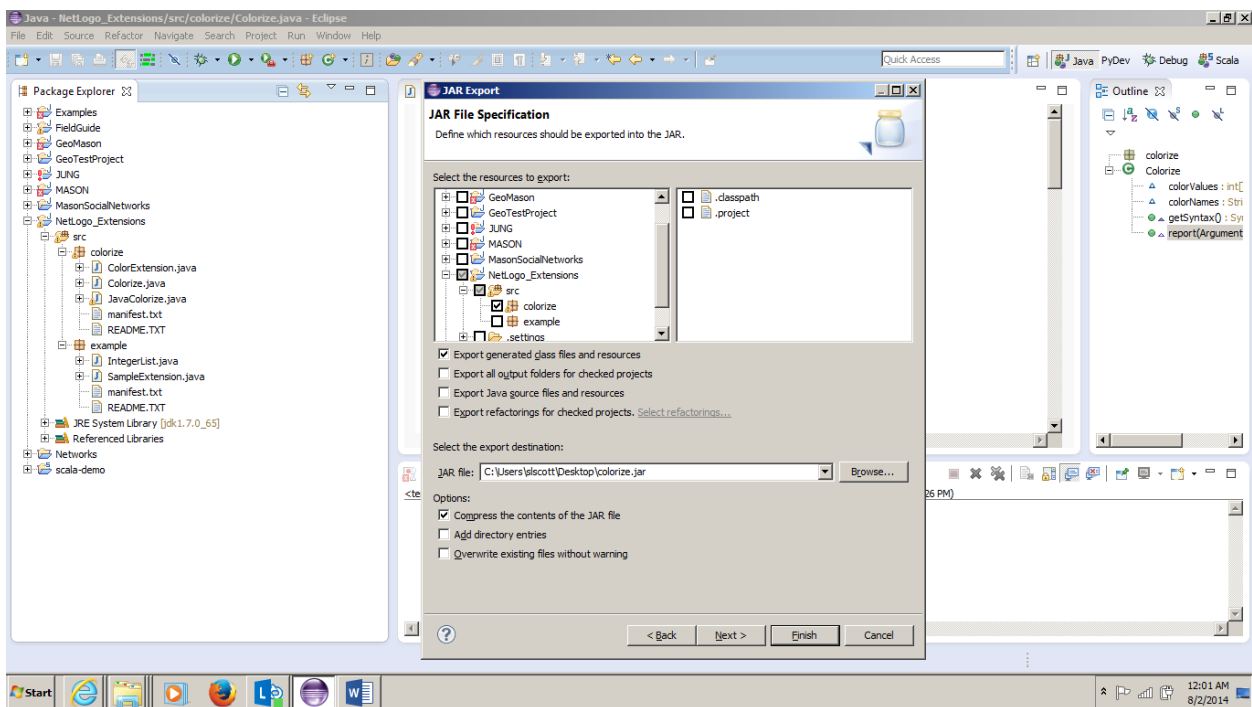 Java - NetLogo_Extensions/src/colorize/Colorize.java - Eclipse
File Edit Source Refactor Navigate Search Project Run Window Help
Quick Access
Java PyDev Debug Scala
Package Explorer
Examples
FieldGuide
GeoMason
GeoTestProject
JUNG
MASON
MasonSocialNetworks
NetLogo_Extensions
src
colorize
ColorExtension.java
Colorize.java
JavaColorize.java
manifest.txt
README.TXT
example
IntegerList.java
SampleExtension.java
manifest.txt
README.TXT
JRE System Library [jdk1.7.0_65]
Referenced Libraries
Networks
scala-demo
JAR Export
JAR File Specification
Define which resources should be exported into the JAR.
Select the resources to export:
GeoMason
GeoTestProject
JUNG
MASON
MasonSocialNetworks
NetLogo_Extensions
src
colorize
example
.settings
.classpath
.project
Export generated class files and resources
Export all output folders for checked projects
Export Java source files and resources
Export refactorings for checked projects. Select refactorings...
Select the export destination:
JAR file: C:\Users\slscott\Desktop\colorize.jar Browse...
Options:
Compress the contents of the JAR file
Add directory entries
Overwrite existing files without warning
< Back Next > Finish Cancel
Outline
colorize
Colorize
colorValues : int[
colorNames : Stri
getSyntax() : Syn
report(Argument
<te
26 PM)
Start
12:01 AM
8/2/2014